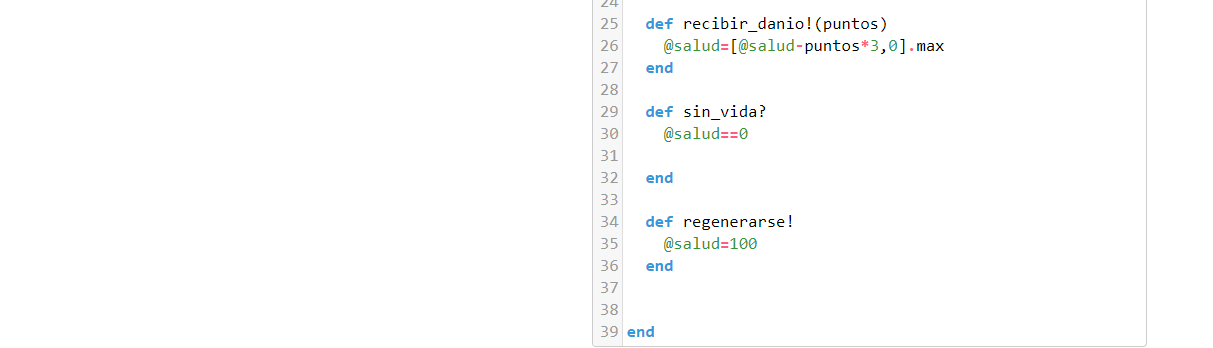 24
25 def recibir_danio!(puntos)
26 @salud=[@salud-puntos*3,0].max
27 end
28
29 def sin_vida?
30 @salud==0
31
32 end
33
34 def regenerarse!
35 @salud=100
36 end
37
38
39 end